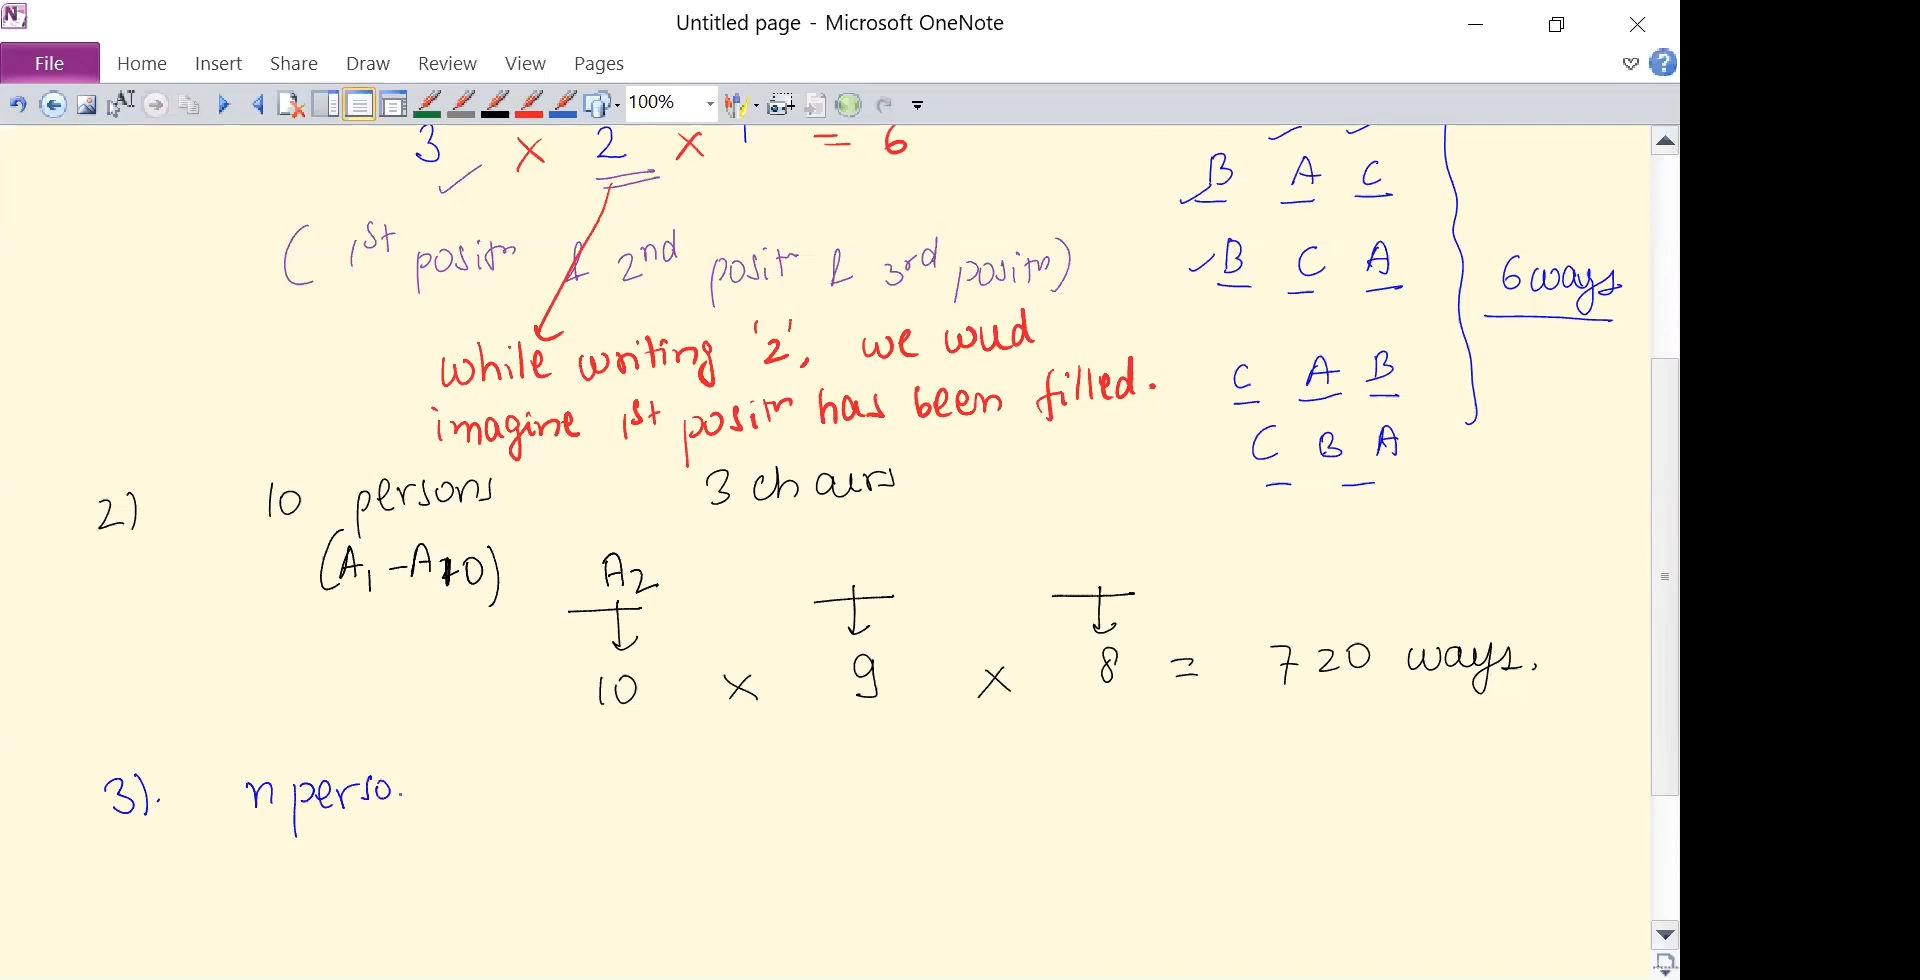 Untitled page - Microsoft OneNote
File Home Insert Share Draw Review View Pages
100%
3 × 2 × 1 = 6
(1st positn & 2nd positn & 3rd positn)
while writing '2', we wud
imagine 1st positn has been filled.
B A C
B C A
C A B
C B A
6 ways
2) 10 persons 3 chairs
(A1 - A10)
A2
10 × 9 × 8 = 720 ways.
3). n perso.